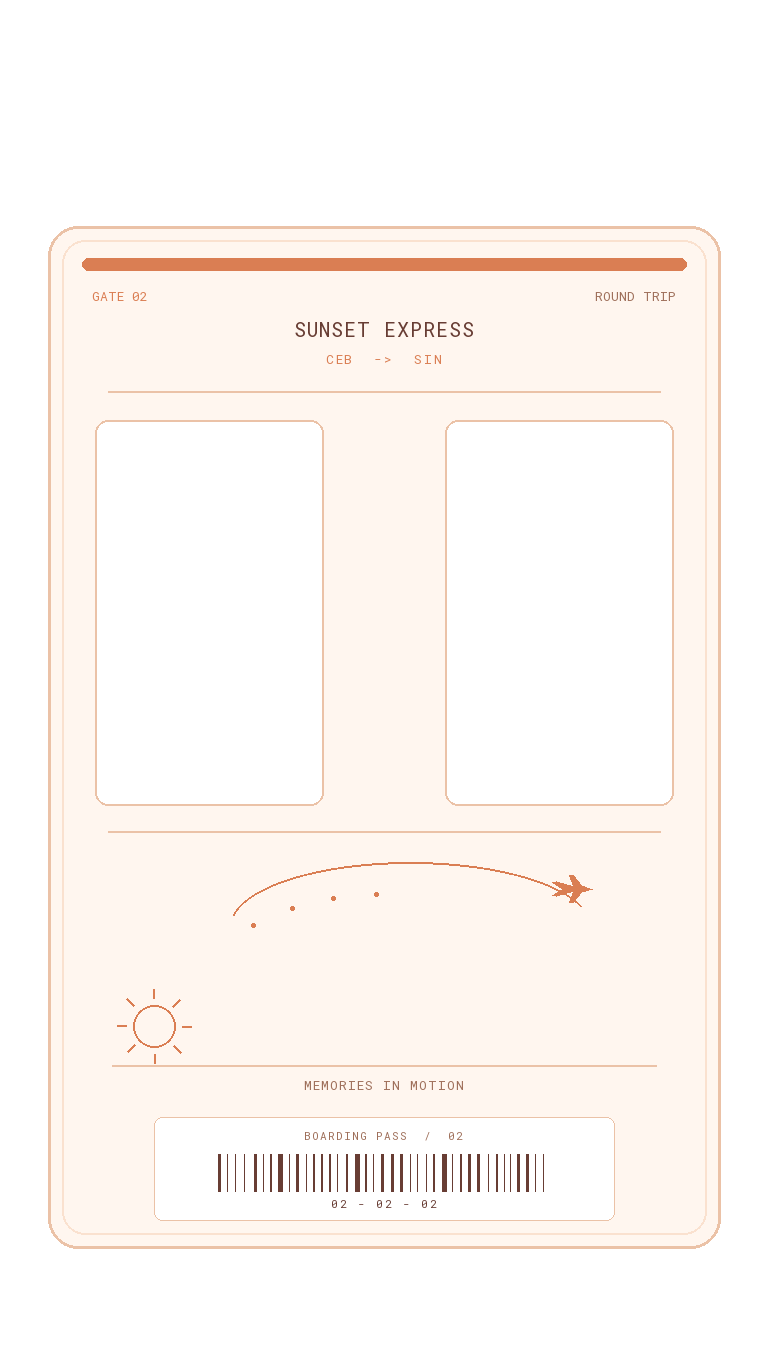 GATE 02
ROUND TRIP
SUNSET EXPRESS
CEB -> SIN
MEMORIES IN MOTION
BOARDING PASS / 02
02 - 02 - 02